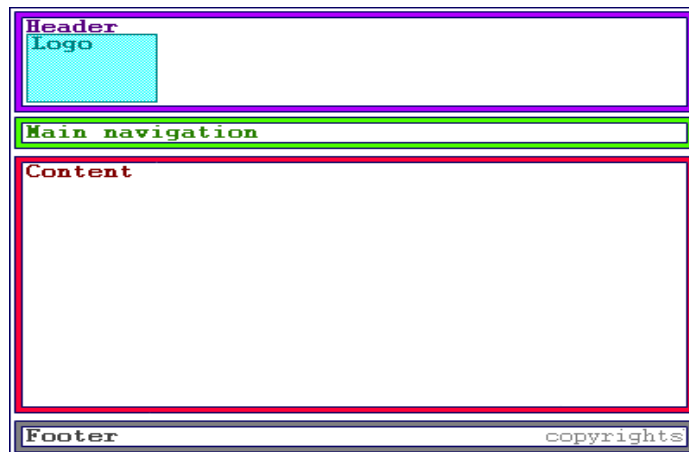 Header
Logo
Main navigation
Content
Footer copyrights